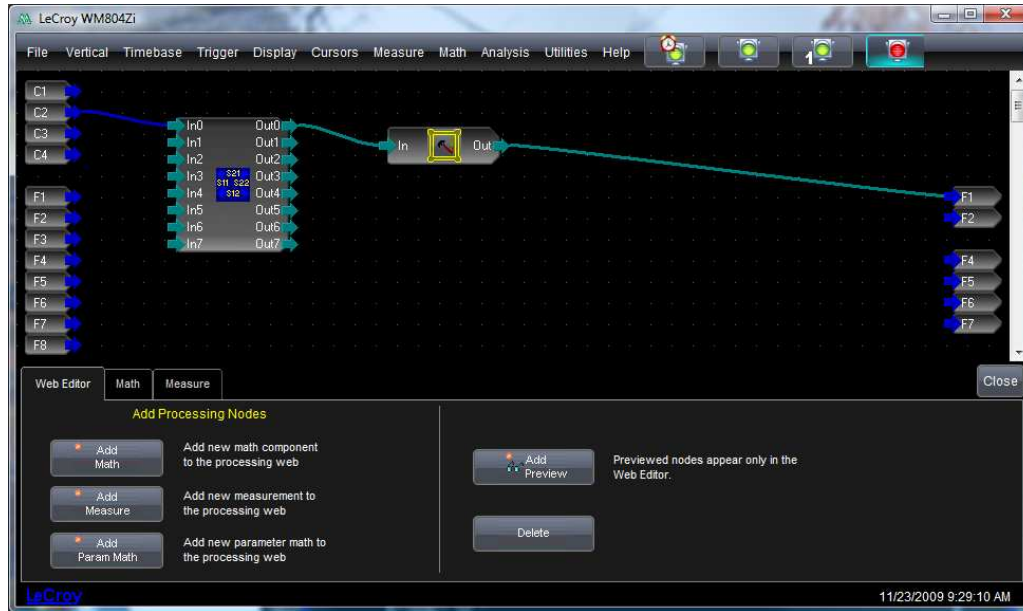 LeCroy WM804Zi
File Vertical Timebase Trigger Display Cursors Measure Math Analysis Utilities Help 1
C1
C2
C3
C4
F1
F2
F3
F4
F5
F6
F7
F8
In0 Out0
In1 Out1
In2 Out2
In3 Out3
In4 Out4
In5 Out5
In6 Out6
In7 Out7
S21
S11 S22
S12
In Out
F1
F2
F4
F5
F6
F7
Web Editor Math Measure Close
Add Processing Nodes
Add Math
Add new math component
to the processing web
Add Measure
Add new measurement to
the processing web
Add Param Math
Add new parameter math to
the processing web
Add Preview
Previewed nodes appear only in the
Web Editor.
Delete
LeCroy 11/23/2009 9:29:10 AM